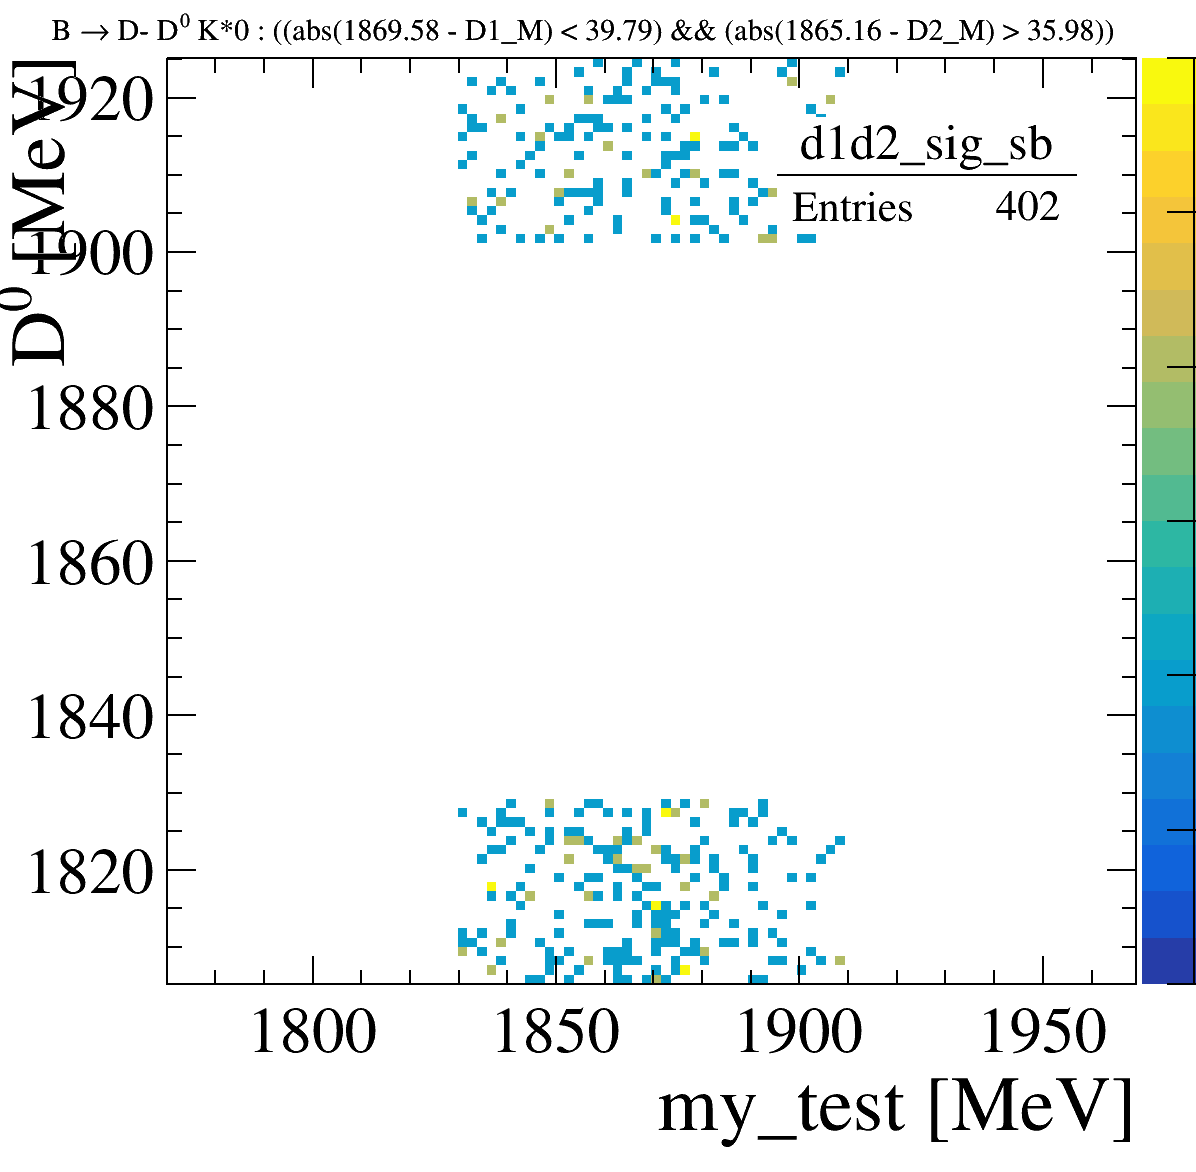 B → D- D⁰ K*0 : ((abs(1869.58 - D1_M) < 39.79) && (abs(1865.16 - D2_M) > 35.98))
D⁰ [MeV]
1920
1900
1880
1860
1840
1820
d1d2_sig_sb
Entries 402
1800 1850 1900 1950
my_test [MeV]